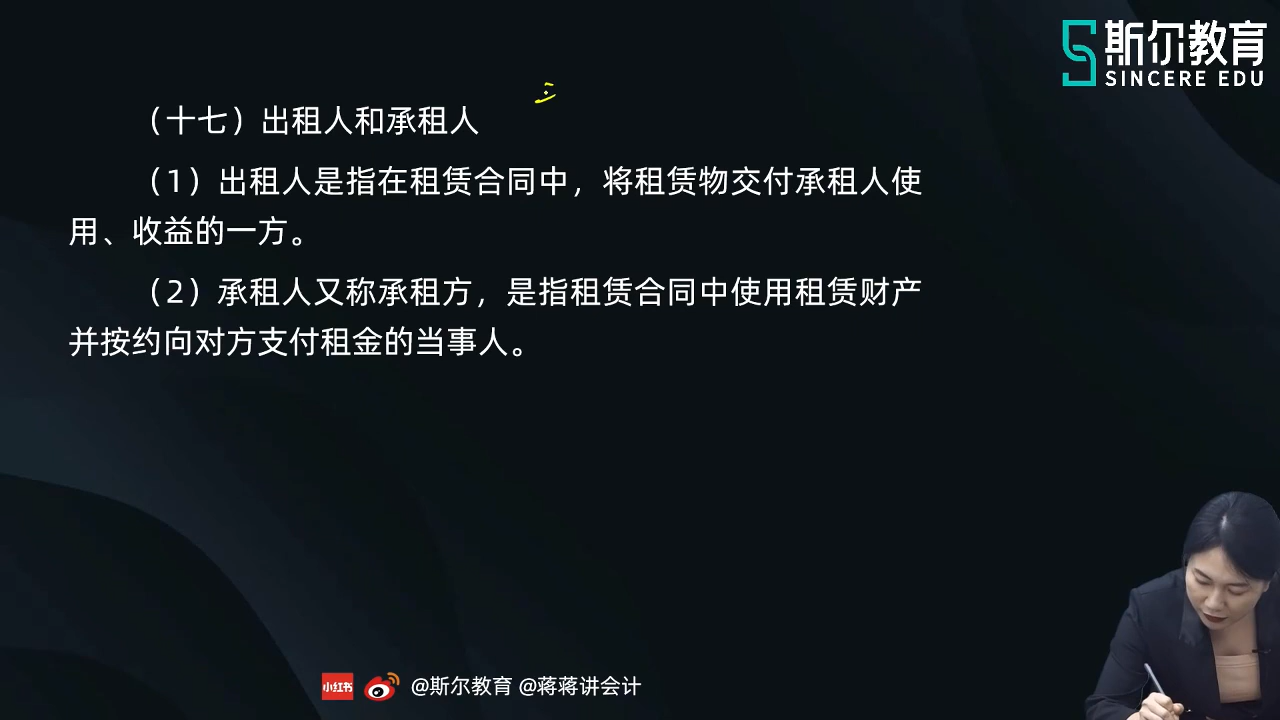 斯尔教育
SINCERE EDU
（十七）出租人和承租人
（1）出租人是指在租赁合同中，将租赁物交付承租人使
用、收益的一方。
（2）承租人又称承租方，是指租赁合同中使用租赁财产
并按约向对方支付租金的当事人。
小红书 @斯尔教育 @蒋蒋讲会计